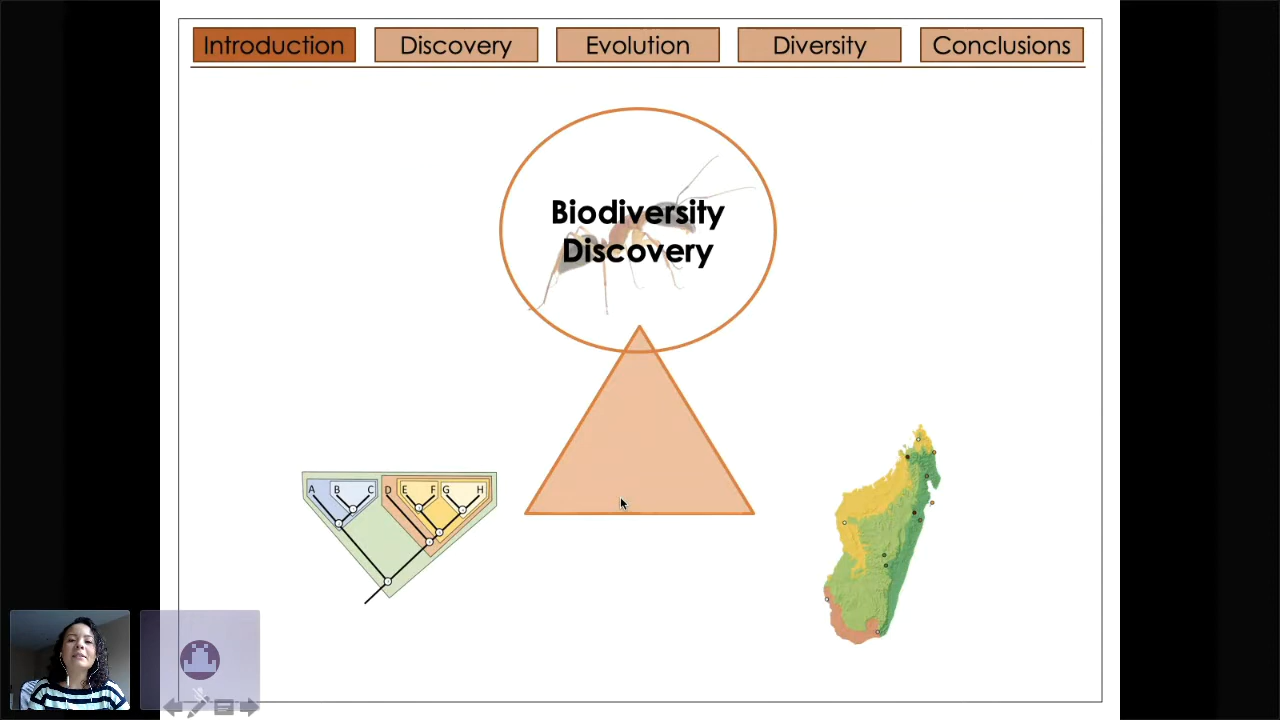 Introduction
Discovery
Evolution
Diversity
Conclusions
Biodiversity
Discovery
A B C D E F G H